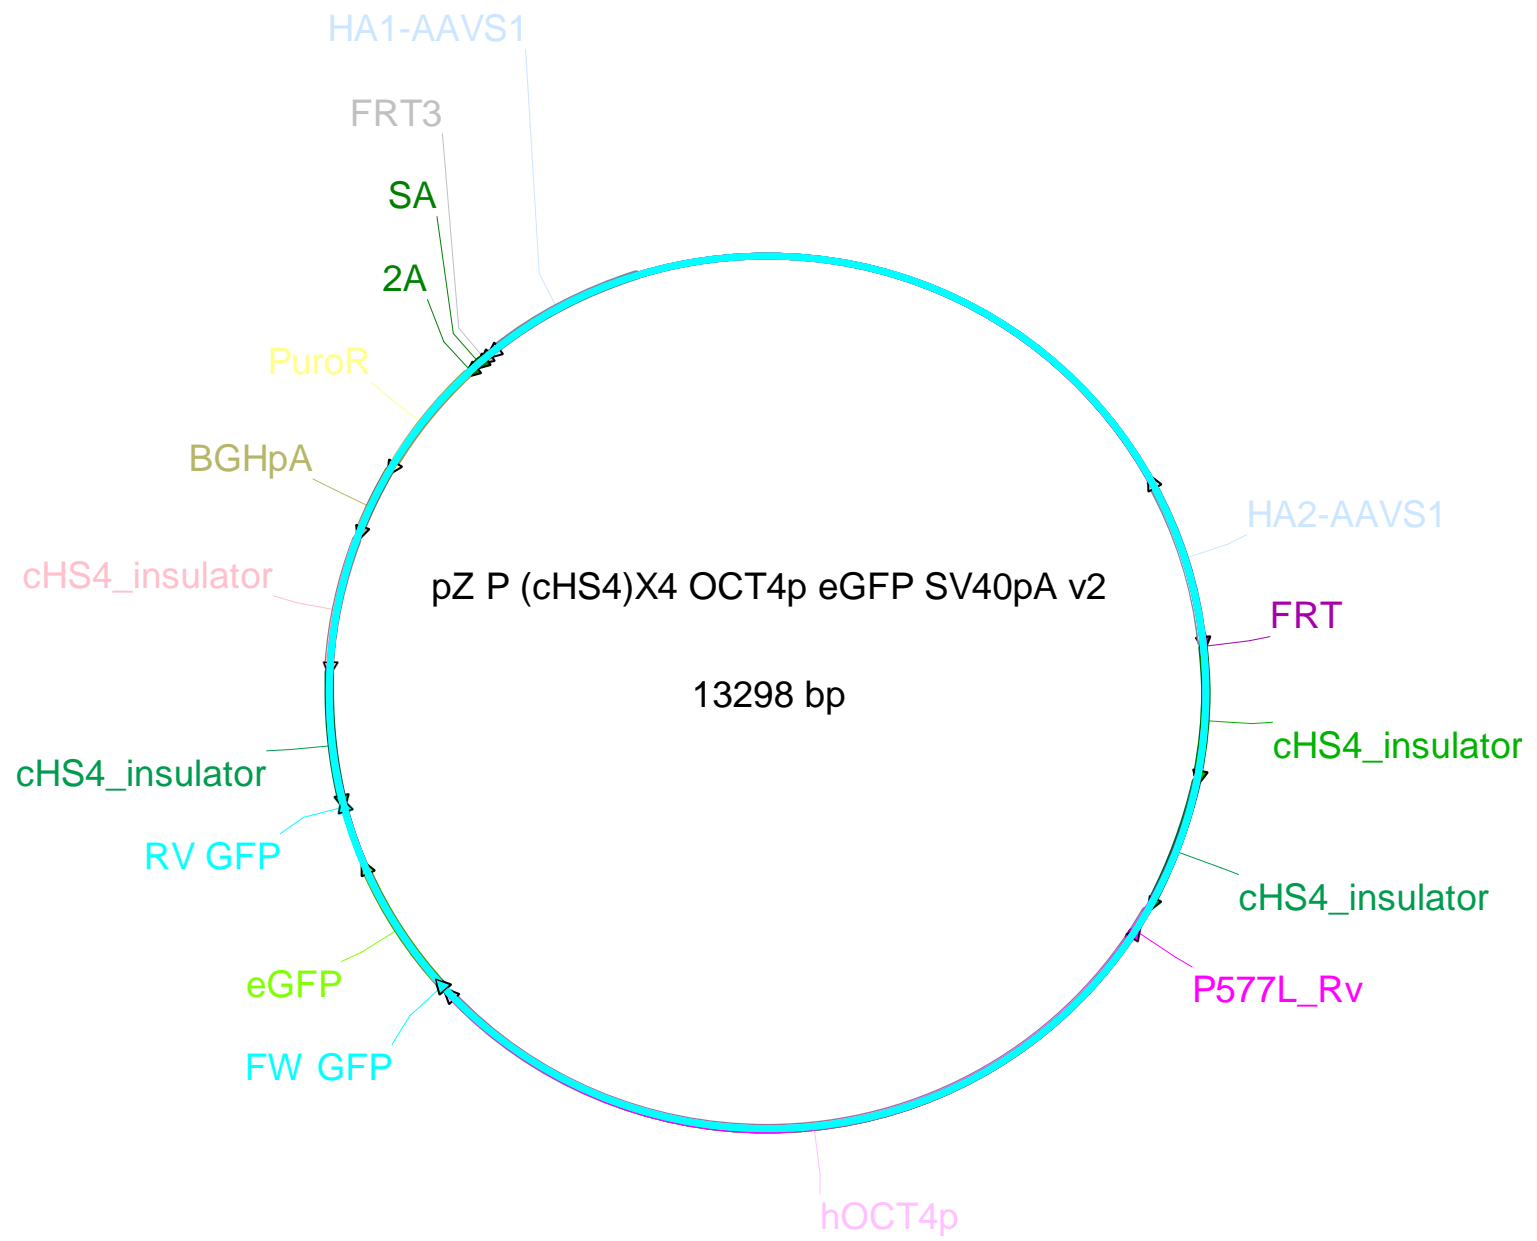 HA1-AAVS1
FRT3
SA
2A
PuroR
BGHpA
HA2-AAVS1
cHS4_insulator
pZ P (cHS4)X4 OCT4p eGFP SV40pA v2
FRT
13298 bp
cHS4_insulator
cHS4_insulator
RV GFP
cHS4_insulator
eGFP
P577L_Rv
FW GFP
hOCT4p